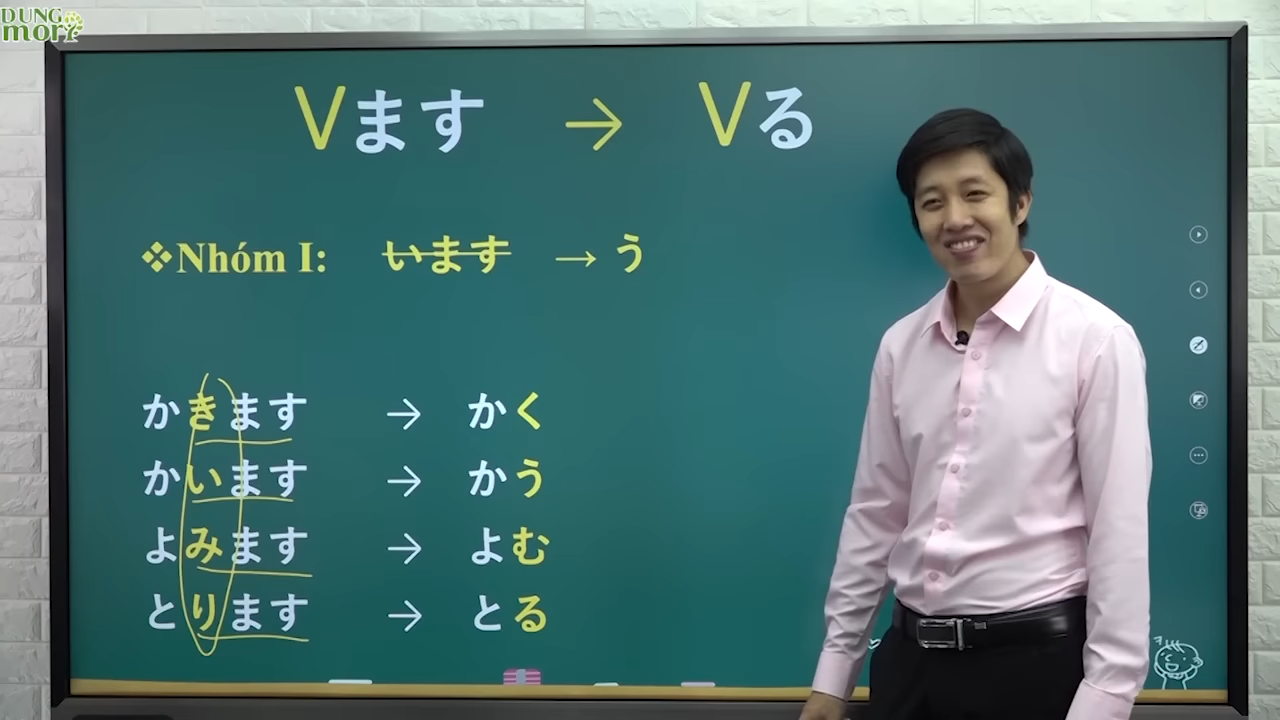 DUNG
mori
Vます → Vる
❖Nhóm I: います → う
かきます → かく
かいます → かう
よみます → よむ
とります → とる